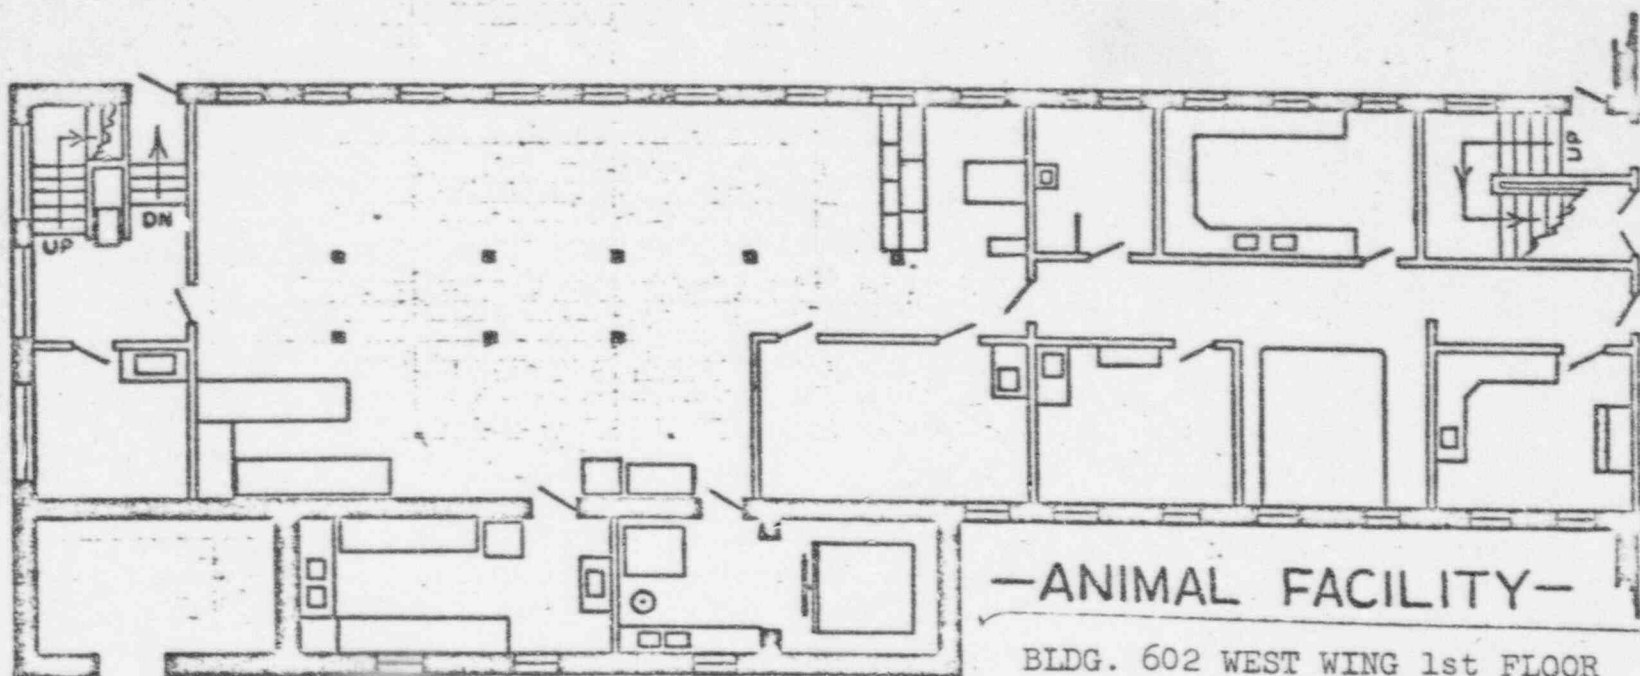 UP
DN
UP
-ANIMAL FACILITY-
BLDG. 602 WEST WING 1st FLOOR